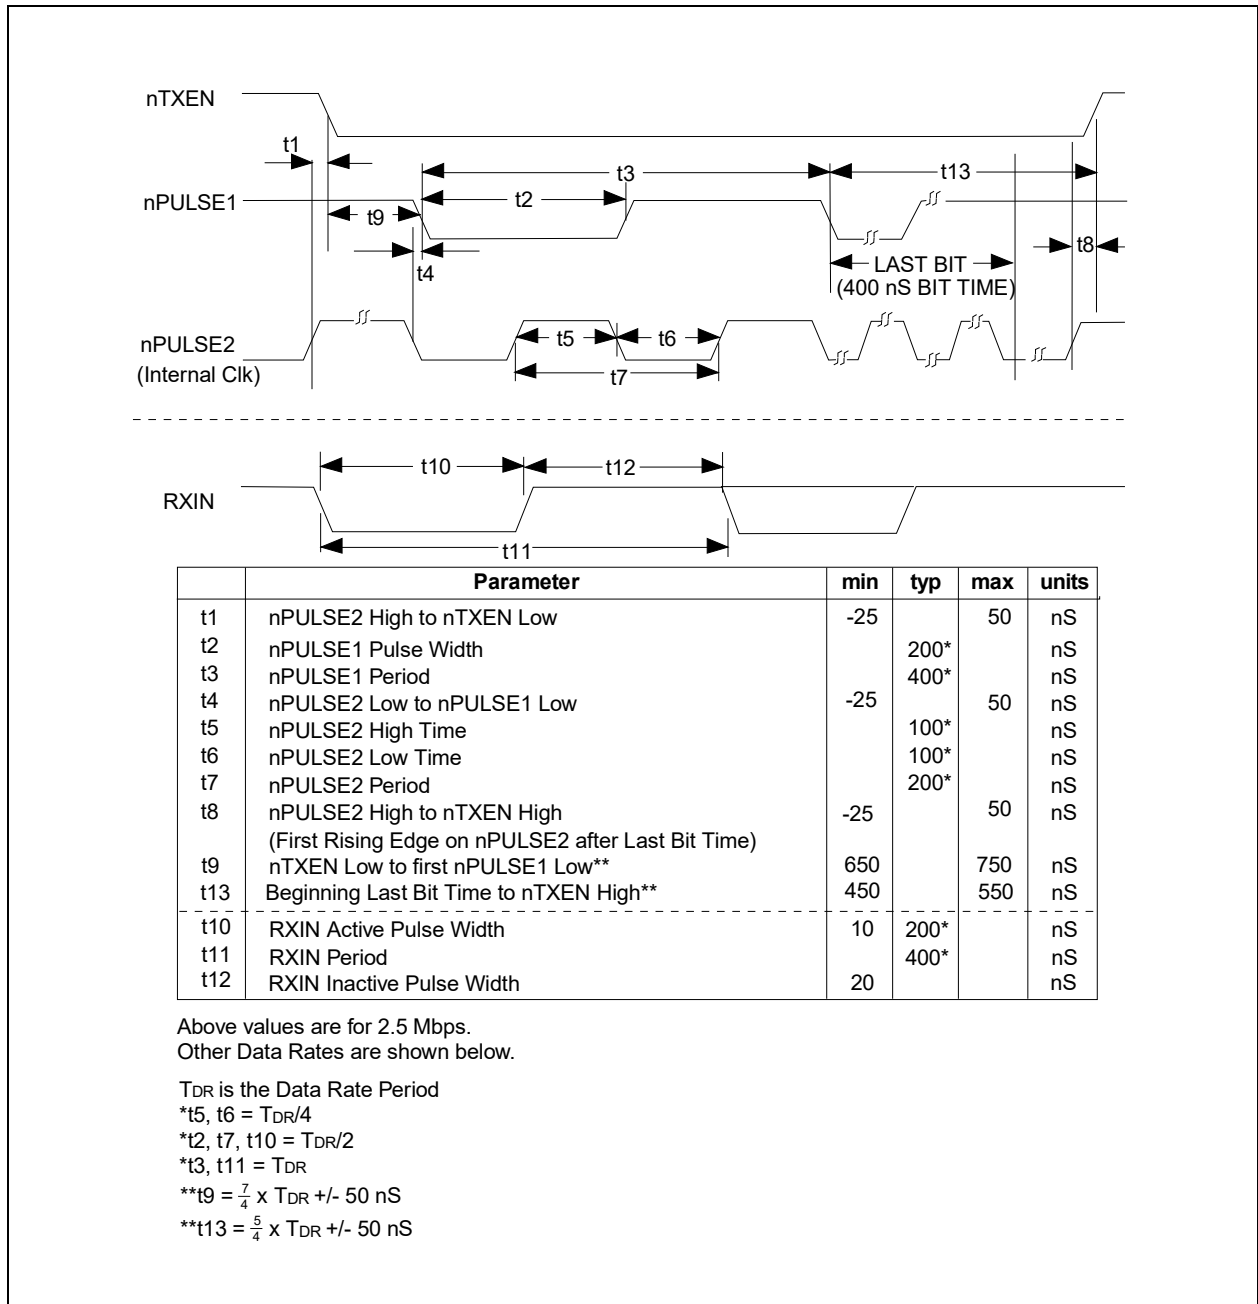 nTXEN
t1
t3
t13
nPULSE1
t2
t9
t8
t4
LAST BIT
(400 nS BIT TIME)
nPULSE2
(Internal Clk)
t5
t6
t7
t10
t12
RXIN
t11
Parameter min typ max units
t1 nPULSE2 High to nTXEN Low -25 50 nS
t2 nPULSE1 Pulse Width 200* nS
t3 nPULSE1 Period 400* nS
t4 nPULSE2 Low to nPULSE1 Low -25 50 nS
t5 nPULSE2 High Time 100* nS
t6 nPULSE2 Low Time 100* nS
t7 nPULSE2 Period 200* nS
t8 nPULSE2 High to nTXEN High -25 50 nS
(First Rising Edge on nPULSE2 after Last Bit Time)
t9 nTXEN Low to first nPULSE1 Low** 650 750 nS
t13 Beginning Last Bit Time to nTXEN High** 450 550 nS
t10 RXIN Active Pulse Width 10 200* nS
t11 RXIN Period 400* nS
t12 RXIN Inactive Pulse Width 20 nS
Above values are for 2.5 Mbps.
Other Data Rates are shown below.
TDR is the Data Rate Period
*t5, t6 = TDR/4
*t2, t7, t10 = TDR/2
*t3, t11 = TDR
**t9 = 7/4 x TDR +/- 50 nS
**t13 = 5/4 x TDR +/- 50 nS